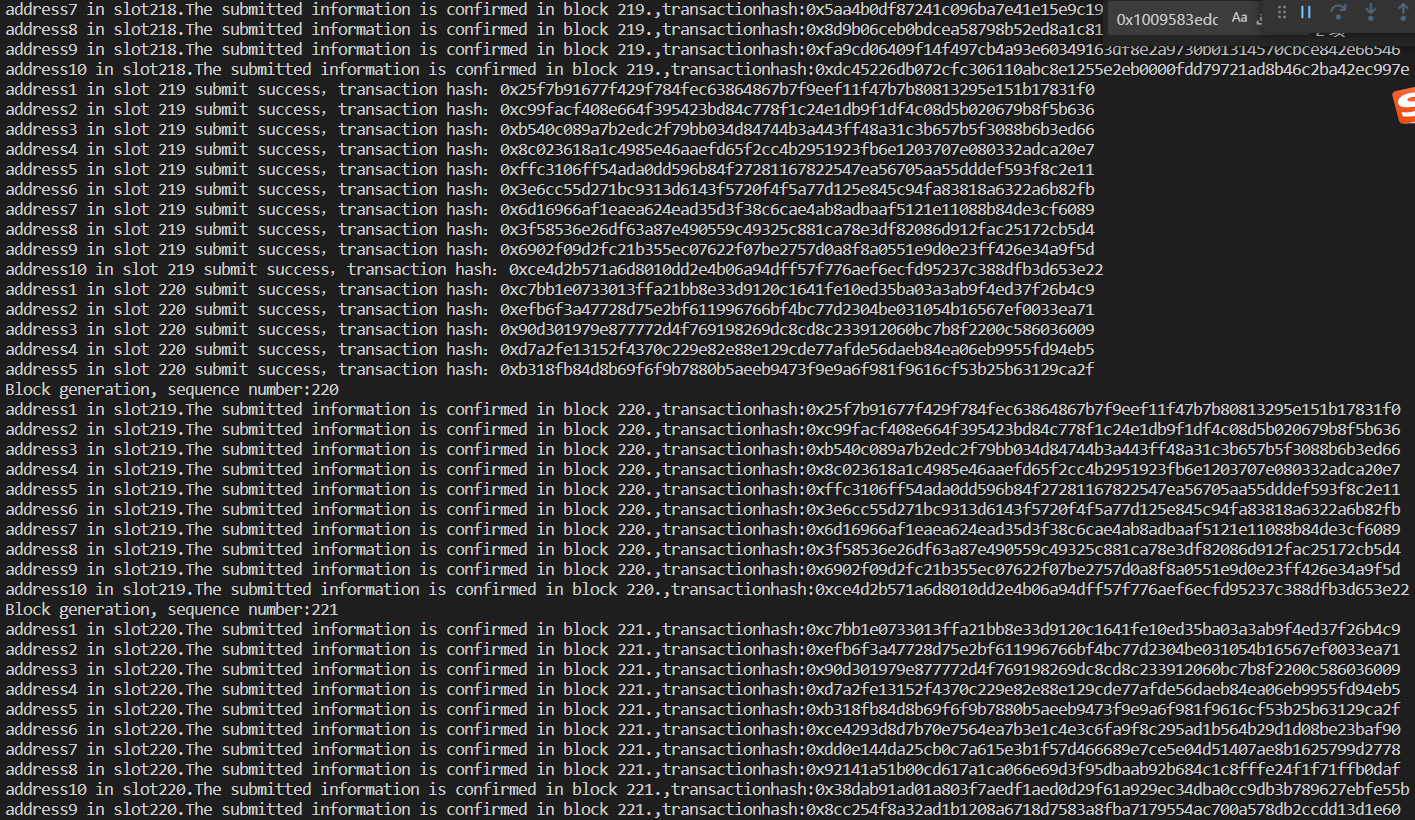 address7 in slot218.The submitted information is confirmed in block 219.,transactionhash:0x5aa4b0df87241c096ba7e41e15e9c19
address8 in slot218.The submitted information is confirmed in block 219.,transactionhash:0x8d9b06ceb0bdcea58798b52ed8a1c81
address9 in slot218.The submitted information is confirmed in block 219.,transactionhash:0xfa9cd06409f14f497cb4a93e60349163df8e2a9730b01314570cbce842e66546
address10 in slot218.The submitted information is confirmed in block 219.,transactionhash:0xdc45226db072cfc306110abc8e1255e2eb0000fdd79721ad8b46c2ba42ec997e
address1 in slot 219 submit success，transaction hash：0x25f7b91677f429f784fec63864867b7f9eef11f47b7b80813295e151b17831f0
address2 in slot 219 submit success，transaction hash：0xc99facf408e664f395423bd84c778f1c24e1db9f1df4c08d5b020679b8f5b636
address3 in slot 219 submit success，transaction hash：0xb540c089a7b2edc2f79bb034d84744b3a443ff48a31c3b657b5f3088b6b3ed66
address4 in slot 219 submit success，transaction hash：0x8c023618a1c4985e46aaefd65f2cc4b2951923fb6e1203707e080332adca20e7
address5 in slot 219 submit success，transaction hash：0xffc3106ff54ada0dd596b84f27281167822547ea56705aa55dddef593f8c2e11
address6 in slot 219 submit success，transaction hash：0x3e6cc55d271bc9313d6143f5720f4f5a77d125e845c94fa83818a6322a6b82fb
address7 in slot 219 submit success，transaction hash：0x6d16966af1eaea624ead35d3f38c6cae4ab8adbaaf5121e11088b84de3cf6089
address8 in slot 219 submit success，transaction hash：0x3f58536e26df63a87e490559c49325c881ca78e3df82086d912fac25172cb5d4
address9 in slot 219 submit success，transaction hash：0x6902f09d2fc21b355ec07622f07be2757d0a8f8a0551e9d0e23ff426e34a9f5d
address10 in slot 219 submit success，transaction hash：0xce4d2b571a6d8010dd2e4b06a94dff57f776aef6ecfd95237c388dfb3d653e22
address1 in slot 220 submit success，transaction hash：0xc7bb1e0733013ffa21bb8e33d9120c1641fe10ed35ba03a3ab9f4ed37f26b4c9
address2 in slot 220 submit success，transaction hash：0xefb6f3a47728d75e2bf611996766bf4bc77d2304be031054b16567ef0033ea71
address3 in slot 220 submit success，transaction hash：0x90d301979e877772d4f769198269dc8cd8c233912060bc7b8f2200c586036009
address4 in slot 220 submit success，transaction hash：0xd7a2fe13152f4370c229e82e88e129cde77afde56daeb84ea06eb9955fd94eb5
address5 in slot 220 submit success，transaction hash：0xb318fb84d8b69f6f9b7880b5aeeb9473f9e9a6f981f9616cf53b25b63129ca2f
Block generation, sequence number:220
address1 in slot219.The submitted information is confirmed in block 220.,transactionhash:0x25f7b91677f429f784fec63864867b7f9eef11f47b7b80813295e151b17831f0
address2 in slot219.The submitted information is confirmed in block 220.,transactionhash:0xc99facf408e664f395423bd84c778f1c24e1db9f1df4c08d5b020679b8f5b636
address3 in slot219.The submitted information is confirmed in block 220.,transactionhash:0xb540c089a7b2edc2f79bb034d84744b3a443ff48a31c3b657b5f3088b6b3ed66
address4 in slot219.The submitted information is confirmed in block 220.,transactionhash:0x8c023618a1c4985e46aaefd65f2cc4b2951923fb6e1203707e080332adca20e7
address5 in slot219.The submitted information is confirmed in block 220.,transactionhash:0xffc3106ff54ada0dd596b84f27281167822547ea56705aa55dddef593f8c2e11
address6 in slot219.The submitted information is confirmed in block 220.,transactionhash:0x3e6cc55d271bc9313d6143f5720f4f5a77d125e845c94fa83818a6322a6b82fb
address7 in slot219.The submitted information is confirmed in block 220.,transactionhash:0x6d16966af1eaea624ead35d3f38c6cae4ab8adbaaf5121e11088b84de3cf6089
address8 in slot219.The submitted information is confirmed in block 220.,transactionhash:0x3f58536e26df63a87e490559c49325c881ca78e3df82086d912fac25172cb5d4
address9 in slot219.The submitted information is confirmed in block 220.,transactionhash:0x6902f09d2fc21b355ec07622f07be2757d0a8f8a0551e9d0e23ff426e34a9f5d
address10 in slot219.The submitted information is confirmed in block 220.,transactionhash:0xce4d2b571a6d8010dd2e4b06a94dff57f776aef6ecfd95237c388dfb3d653e22
Block generation, sequence number:221
address1 in slot220.The submitted information is confirmed in block 221.,transactionhash:0xc7bb1e0733013ffa21bb8e33d9120c1641fe10ed35ba03a3ab9f4ed37f26b4c9
address2 in slot220.The submitted information is confirmed in block 221.,transactionhash:0xefb6f3a47728d75e2bf611996766bf4bc77d2304be031054b16567ef0033ea71
address3 in slot220.The submitted information is confirmed in block 221.,transactionhash:0x90d301979e877772d4f769198269dc8cd8c233912060bc7b8f2200c586036009
address4 in slot220.The submitted information is confirmed in block 221.,transactionhash:0xd7a2fe13152f4370c229e82e88e129cde77afde56daeb84ea06eb9955fd94eb5
address5 in slot220.The submitted information is confirmed in block 221.,transactionhash:0xb318fb84d8b69f6f9b7880b5aeeb9473f9e9a6f981f9616cf53b25b63129ca2f
address6 in slot220.The submitted information is confirmed in block 221.,transactionhash:0xce4293d8d7b70e7564ea7b3e1c4e3c6fa9f8c295ad1b564b29d1d08be23baf90
address7 in slot220.The submitted information is confirmed in block 221.,transactionhash:0xdd0e144da25cb0c7a615e3b1f57d466689e7ce5e04d51407ae8b1625799d2778
address8 in slot220.The submitted information is confirmed in block 221.,transactionhash:0x92141a51b00cd617a1ca066e69d3f95dbaab92b684c1c8fffe24f1f71ffb0daf
address10 in slot220.The submitted information is confirmed in block 221.,transactionhash:0x38dab91ad01a803f7aedf1aed0d29f61a929ec34dba0cc9db3b789627ebfe55b
address9 in slot220.The submitted information is confirmed in block 221.,transactionhash:0x8cc254f8a32ad1b1208a6718d7583a8fba7179554ac700a578db2ccdd13d1e60
0x1009583edc Aa